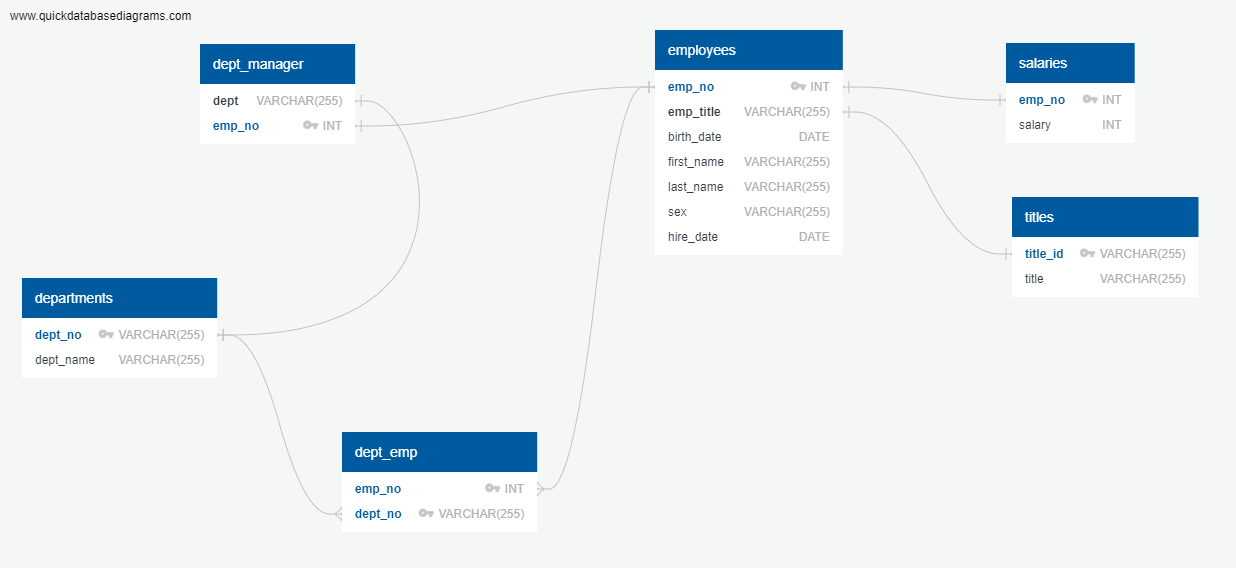 www.quickdatabasediagrams.com
dept_manager
dept VARCHAR(255)
emp_no INT
employees
emp_no INT
emp_title VARCHAR(255)
birth_date DATE
first_name VARCHAR(255)
last_name VARCHAR(255)
sex VARCHAR(255)
hire_date DATE
salaries
emp_no INT
salary INT
titles
title_id VARCHAR(255)
title VARCHAR(255)
departments
dept_no VARCHAR(255)
dept_name VARCHAR(255)
dept_emp
emp_no INT
dept_no VARCHAR(255)